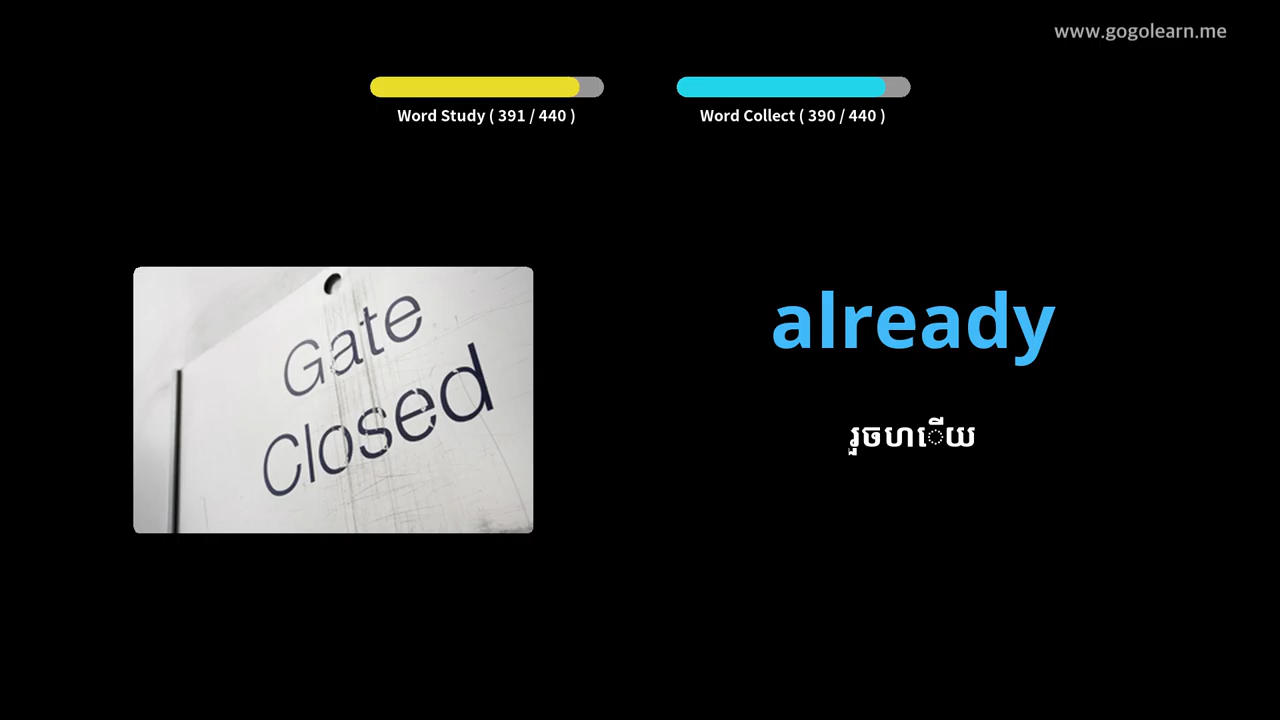 www.gogolearn.me
Word Study ( 391 / 440 )
Word Collect ( 390 / 440 )
Gate
Closed
already
រួចហើយ